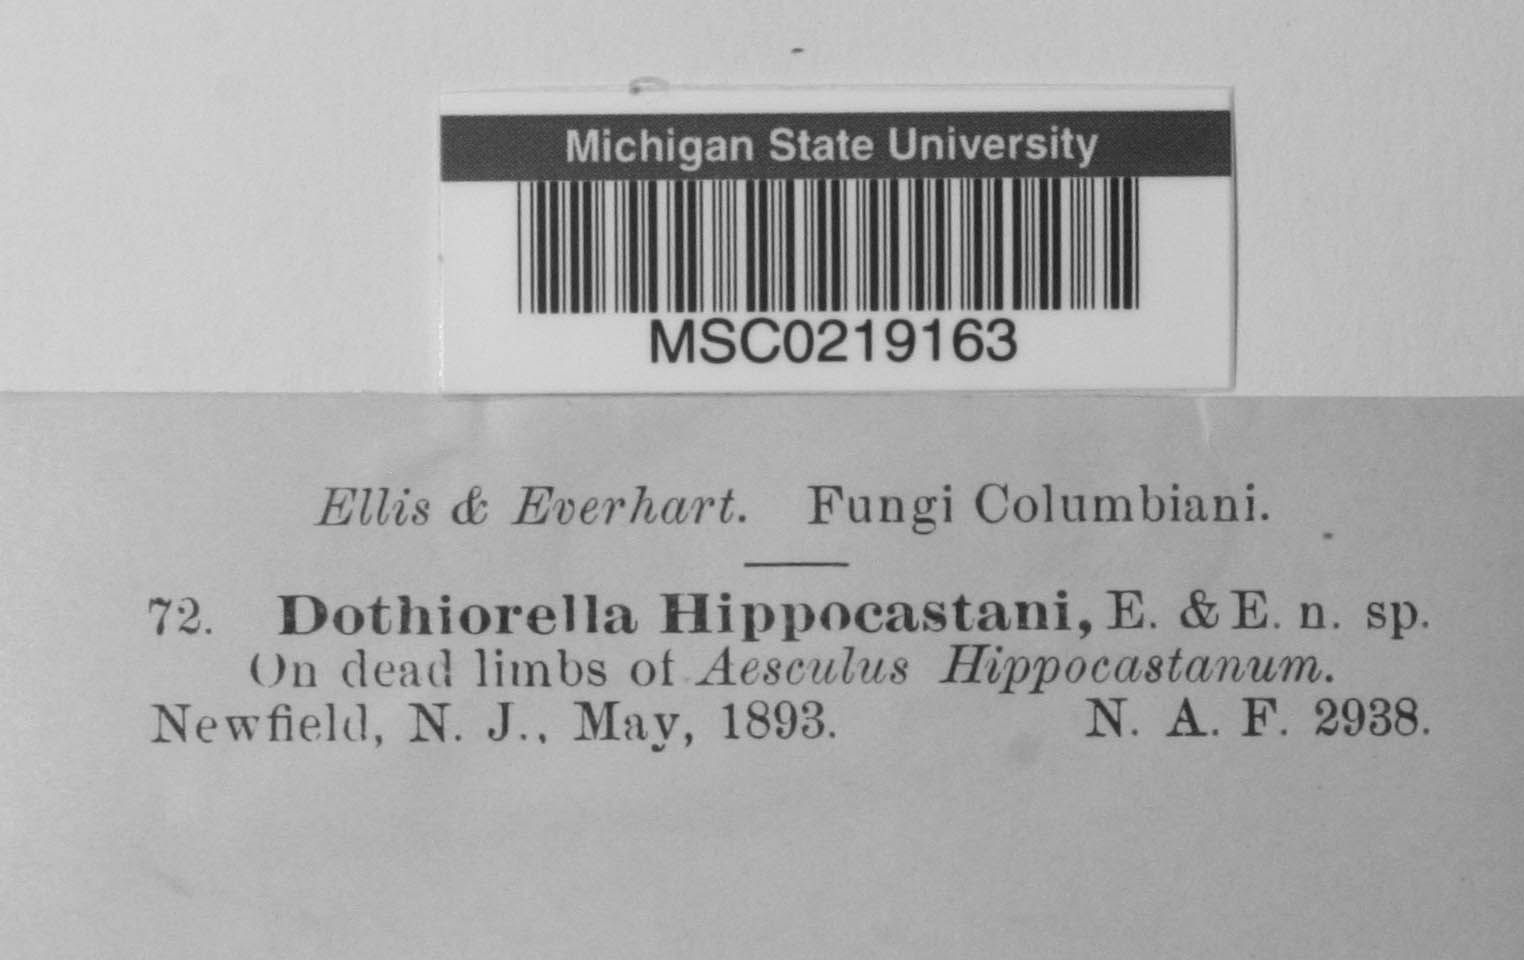 Michigan State University
MSC0219163
Ellis & Everhart. Fungi Columbiani.
72. Dothiorella Hippocastani, E. & E. n. sp.
On dead limbs of Aesculus Hippocastanum.
Newfield, N. J., May, 1893. N. A. F. 2938.